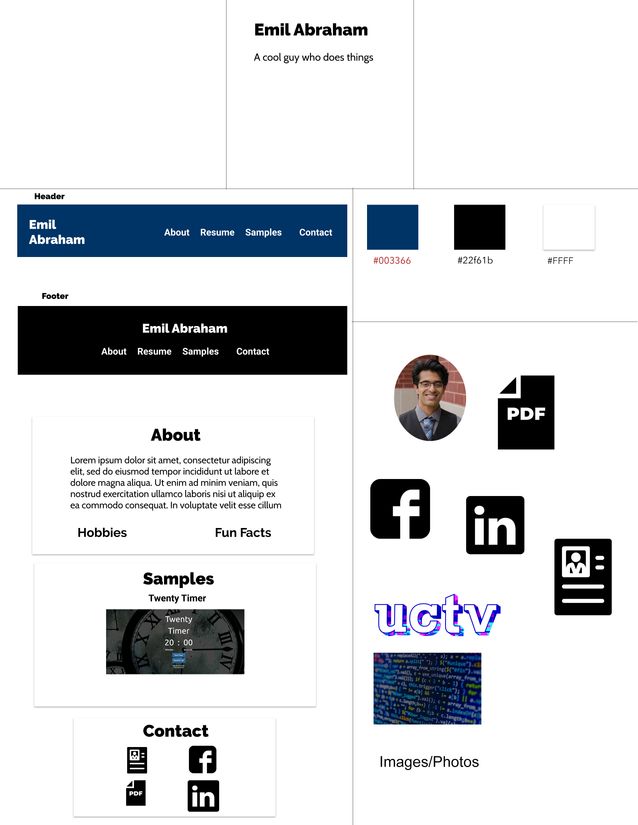 Emil Abraham
A cool guy who does things
Header
Emil
Abraham
About Resume Samples Contact
#003366 #22f61b #FFFF
Footer
Emil Abraham
About Resume Samples Contact
PDF
About
Lorem ipsum dolor sit amet, consectetur adipiscing
elit, sed do eiusmod tempor incididunt ut labore et
dolore magna aliqua. Ut enim ad minim veniam, quis
nostrud exercitation ullamco laboris nisi ut aliquip ex
ea commodo consequat. In voluptate velit esse cillum
Hobbies Fun Facts
f
in
Samples
Twenty Timer
Twenty
Timer
20 : 00
uctv
Contact
f
PDF
in
Images/Photos